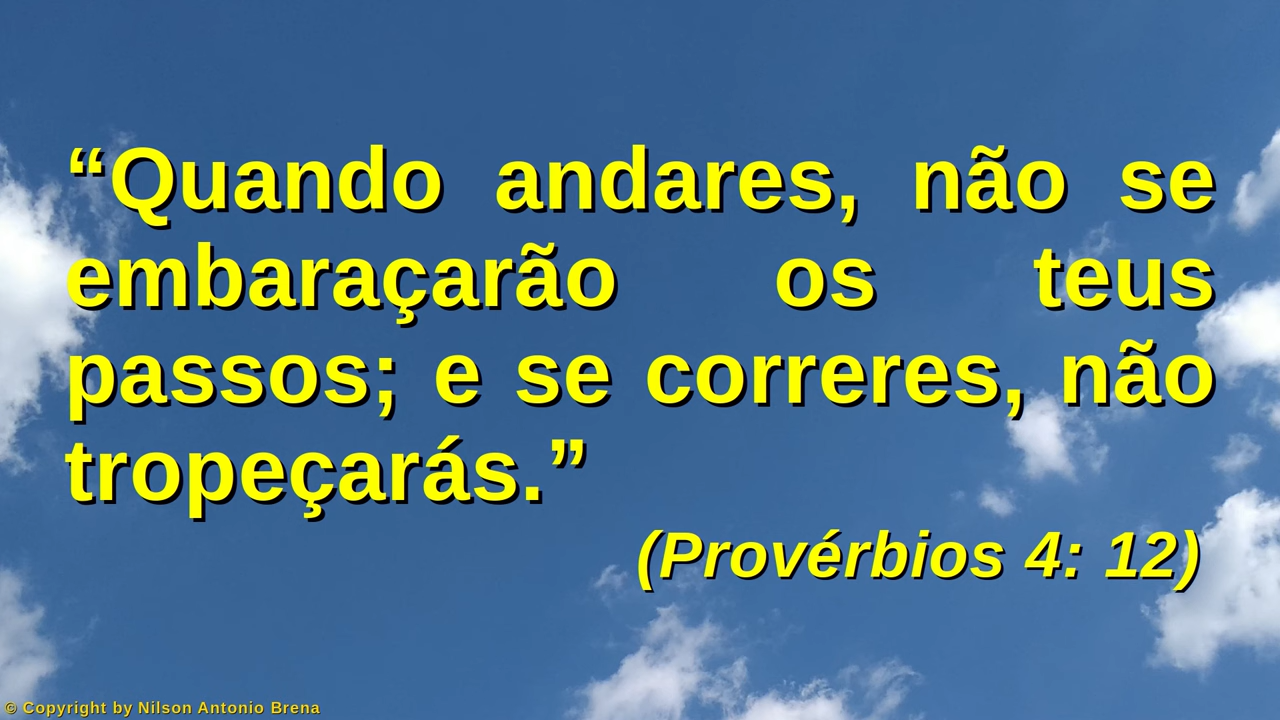 “Quando andares, não se
embaraçarão os teus
passos; e se correres, não
tropeçarás.”
(Provérbios 4: 12)
© Copyright by Nilson Antonio Brena